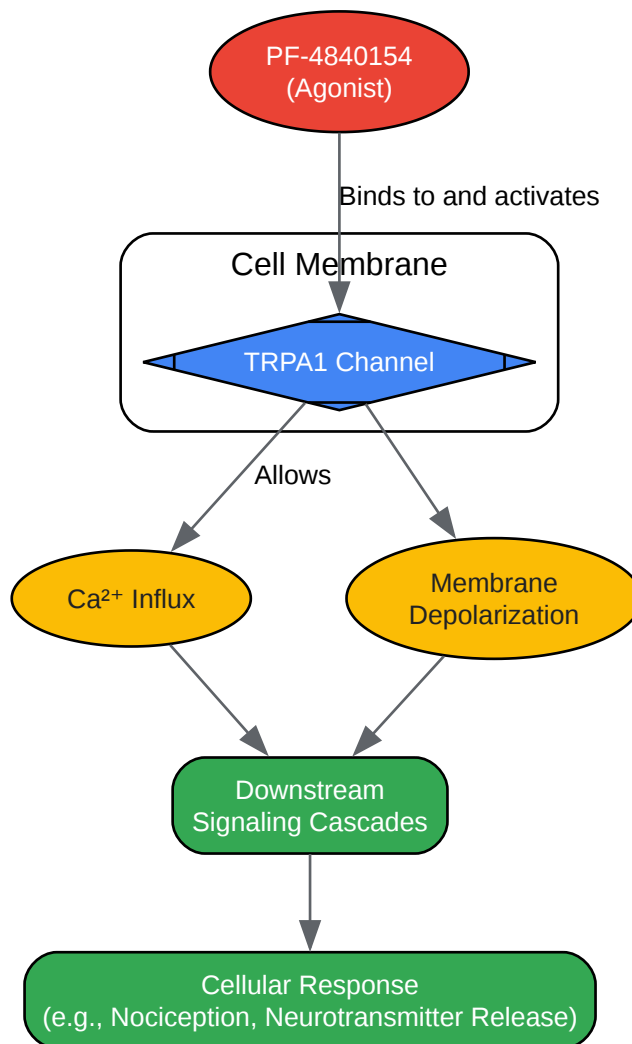 PF-4840154
(Agonist)
Binds to and activates
Cell Membrane
TRPA1 Channel
Allows
Ca²⁺ Influx
Membrane
Depolarization
Downstream
Signaling Cascades
Cellular Response
(e.g., Nociception, Neurotransmitter Release)